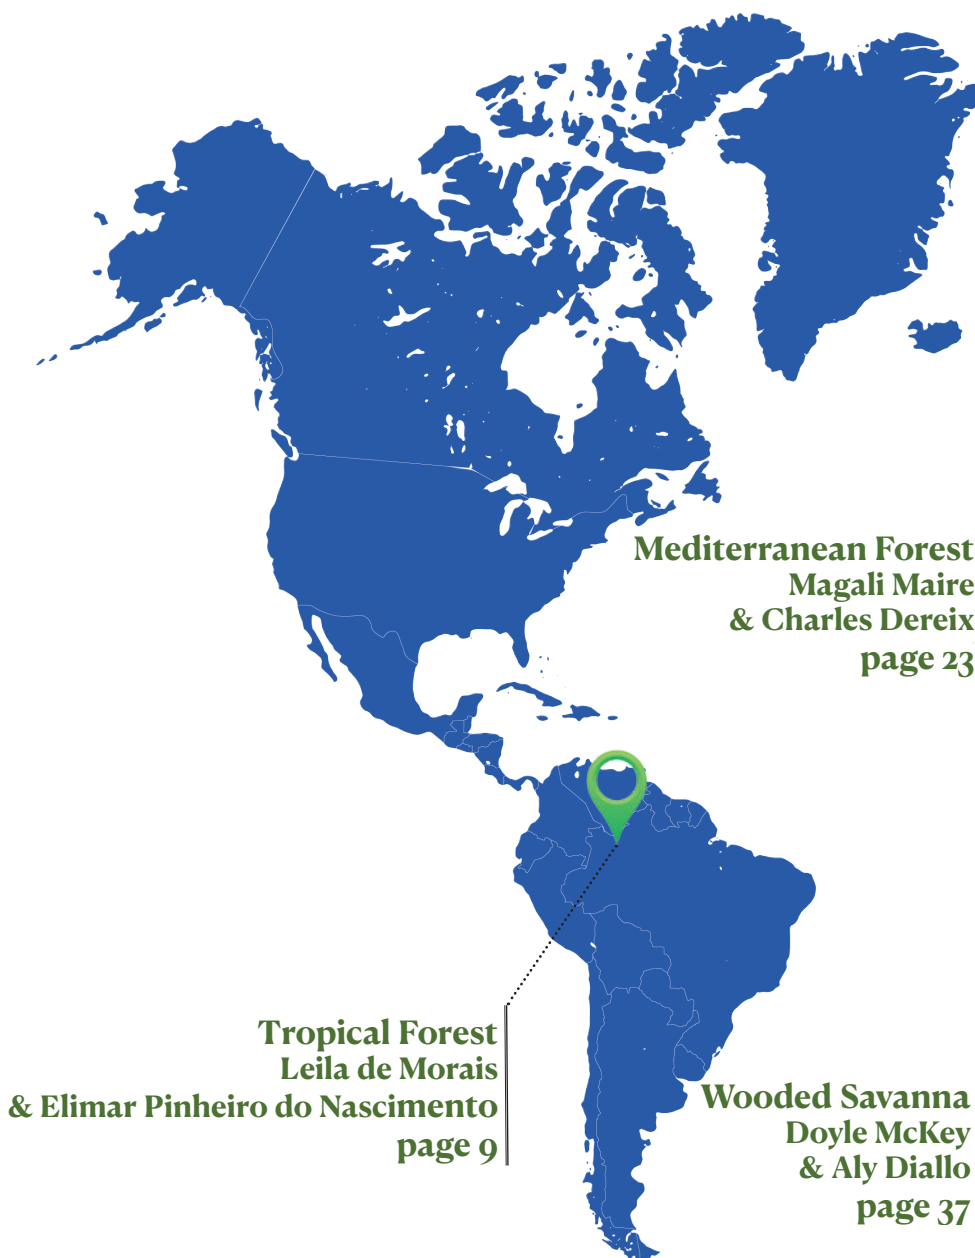 Mediterranean Forest
Magali Maire
& Charles Dereix
page 23
Tropical Forest
Leila de Morais
& Elimar Pinheiro do Nascimento
page 9
Wooded Savanna
Doyle McKey
& Aly Diallo
page 37